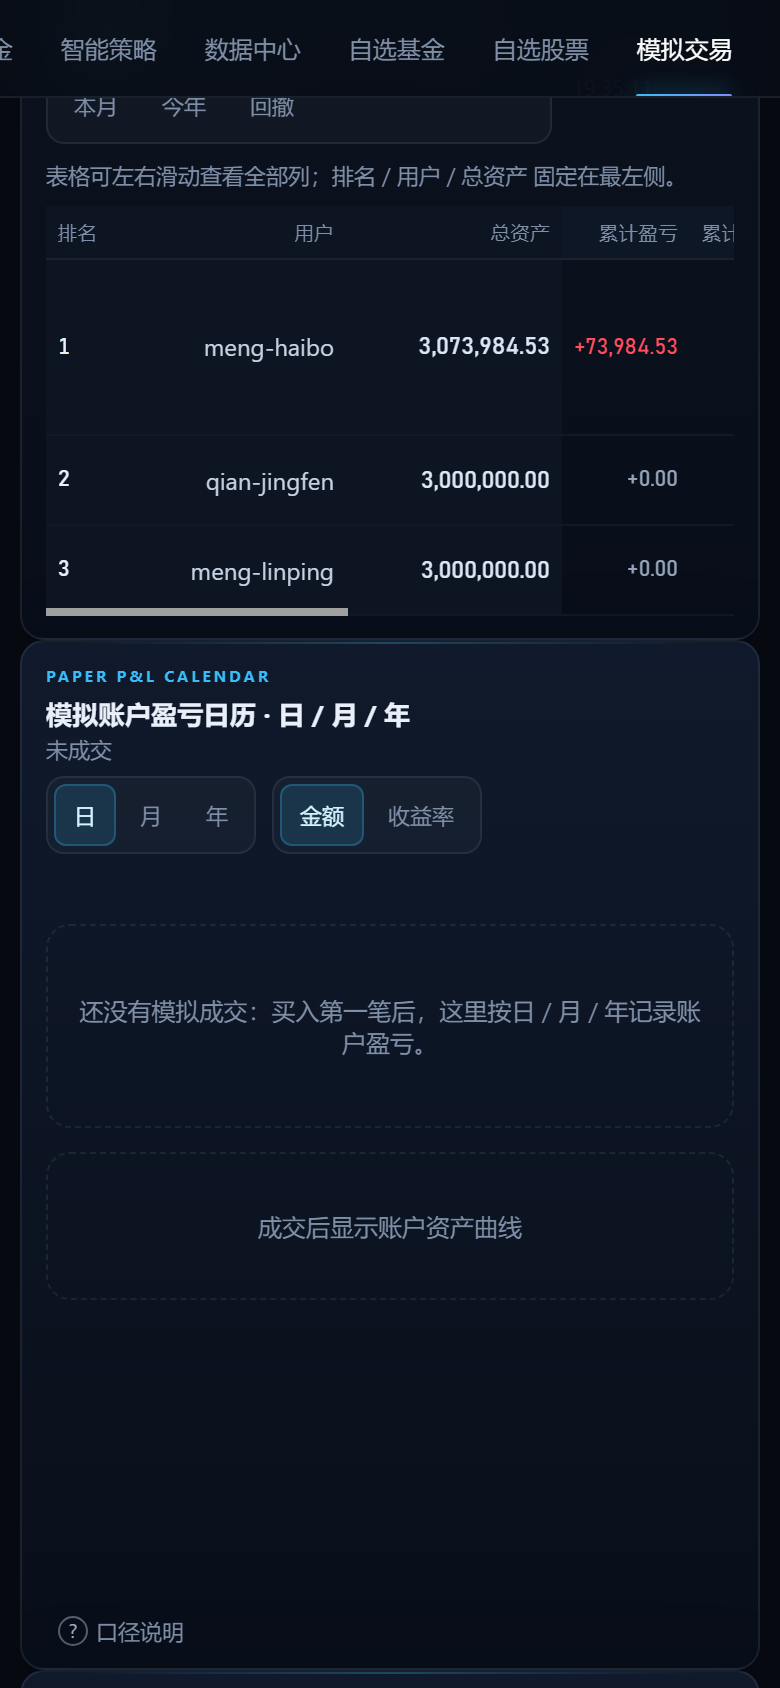 金 智能策略 数据中心 自选基金 自选股票 模拟交易
本月 今年 回撤
表格可左右滑动查看全部列；排名 / 用户 / 总资产 固定在最左侧。
排名 用户 总资产 累计盈亏 累计
1 meng-haibo 3,073,984.53 +73,984.53
2 qian-jingfen 3,000,000.00 +0.00
3 meng-linping 3,000,000.00 +0.00
PAPER P&L CALENDAR
模拟账户盈亏日历 · 日 / 月 / 年
未成交
日 月 年 金额 收益率
还没有模拟成交：买入第一笔后，这里按日 / 月 / 年记录账
户盈亏。
成交后显示账户资产曲线
? 口径说明